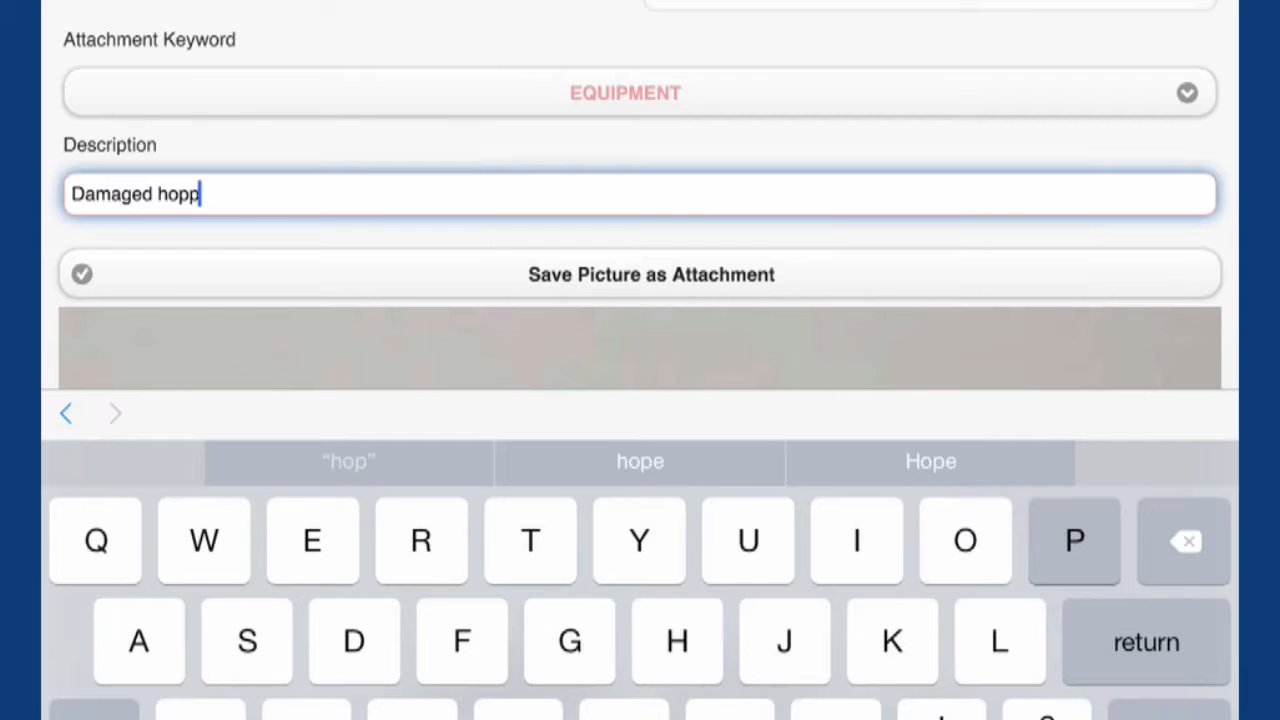 Attachment Keyword
EQUIPMENT
Description
Damaged hopp
Save Picture as Attachment
"hop" hope Hope
Q W E R T Y U I O P
A S D F G H J K L return